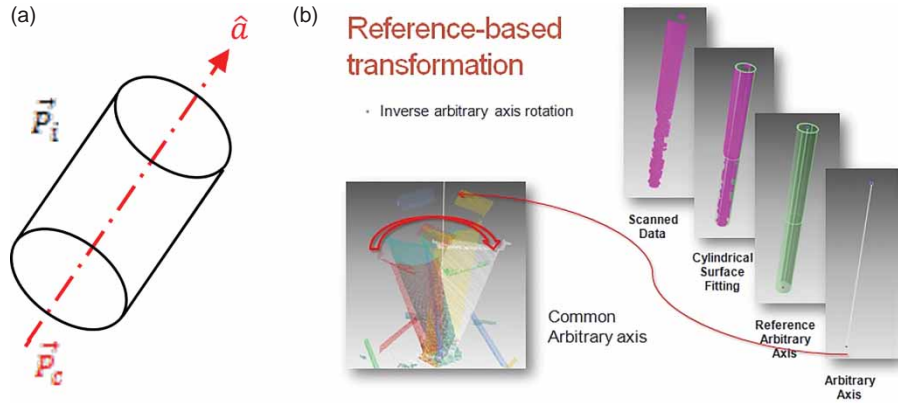 (a)
â
(b)
Reference-based
transformation
• Inverse arbitrary axis rotation
Scanned
Data
Cylindrical
Surface
Fitting
Reference
Arbitrary
Axis
Arbitrary
Axis
Common
Arbitrary axis